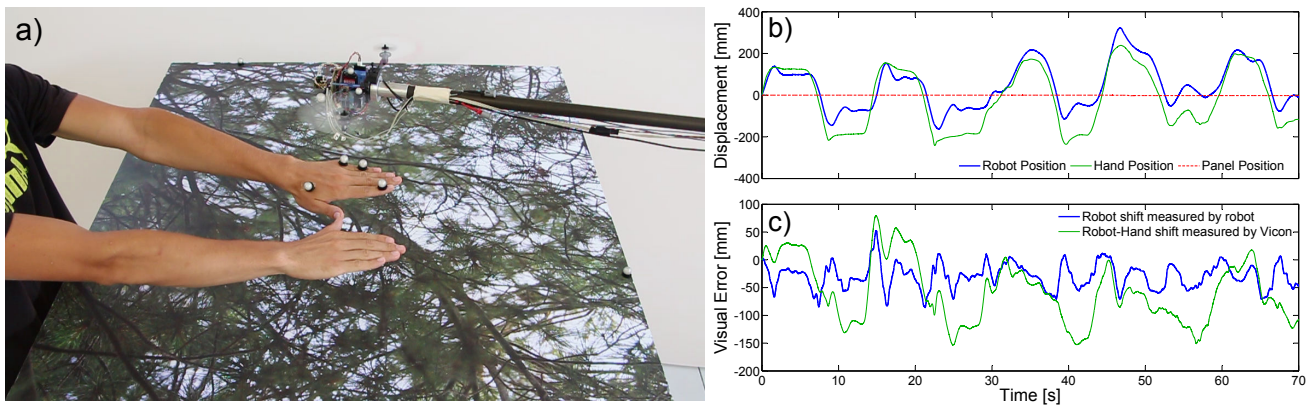 a)
b)
Displacement [mm]
400
200
0
-200
-400
Robot Position
Hand Position
Panel Position
c)
Visual Error [mm]
100
50
0
-50
-100
-150
-200
Robot shift measured by robot
Robot-Hand shift measured by Vicon
0 10 20 30 40 50 60 70
Time [s]